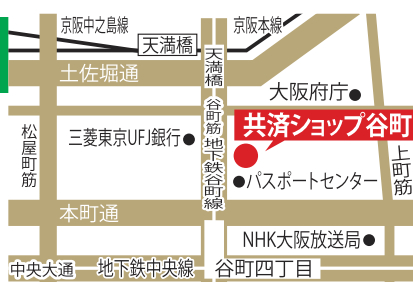 京阪中之島線
京阪本線
天満橋
天満橋
土佐堀通
大阪府庁
谷町筋
共済ショップ谷町
松屋町筋
三菱東京UFJ銀行
地下鉄谷町線
上町筋
パスポートセンター
本町通
NHK大阪放送局
中央大通
地下鉄中央線
谷町四丁目